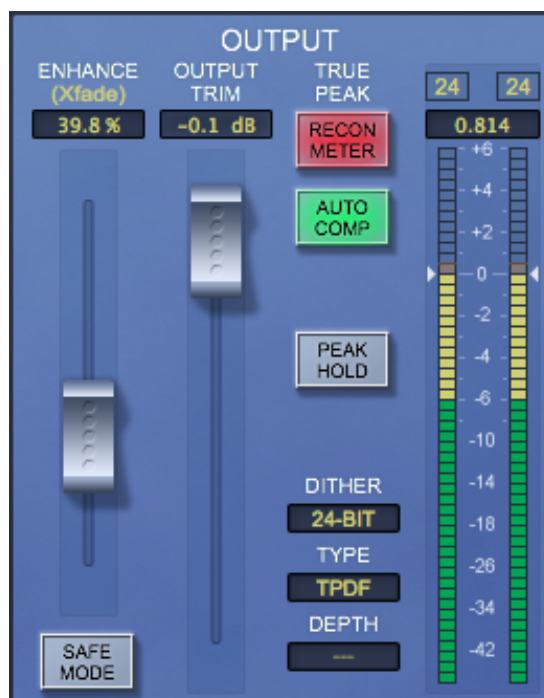 OUTPUT
ENHANCE
(Xfade)
39.8 %
OUTPUT
TRIM
-0.1 dB
TRUE
PEAK
RECON
METER
AUTO
COMP
PEAK
HOLD
DITHER
24-BIT
TYPE
TPDF
DEPTH
---
SAFE
MODE
24 24
0.814
+6
+4
+2
0
-2
-4
-6
-10
-14
-18
-26
-34
-42